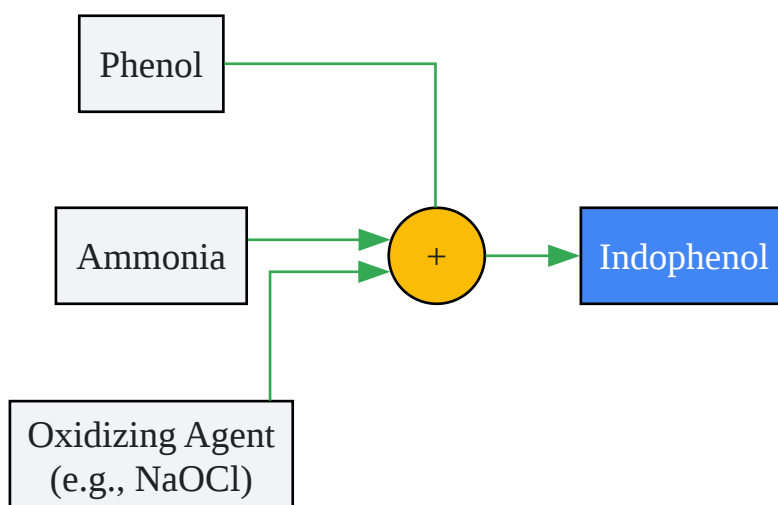 Phenol
Ammonia
+
Indophenol
Oxidizing Agent
(e.g., NaOCl)